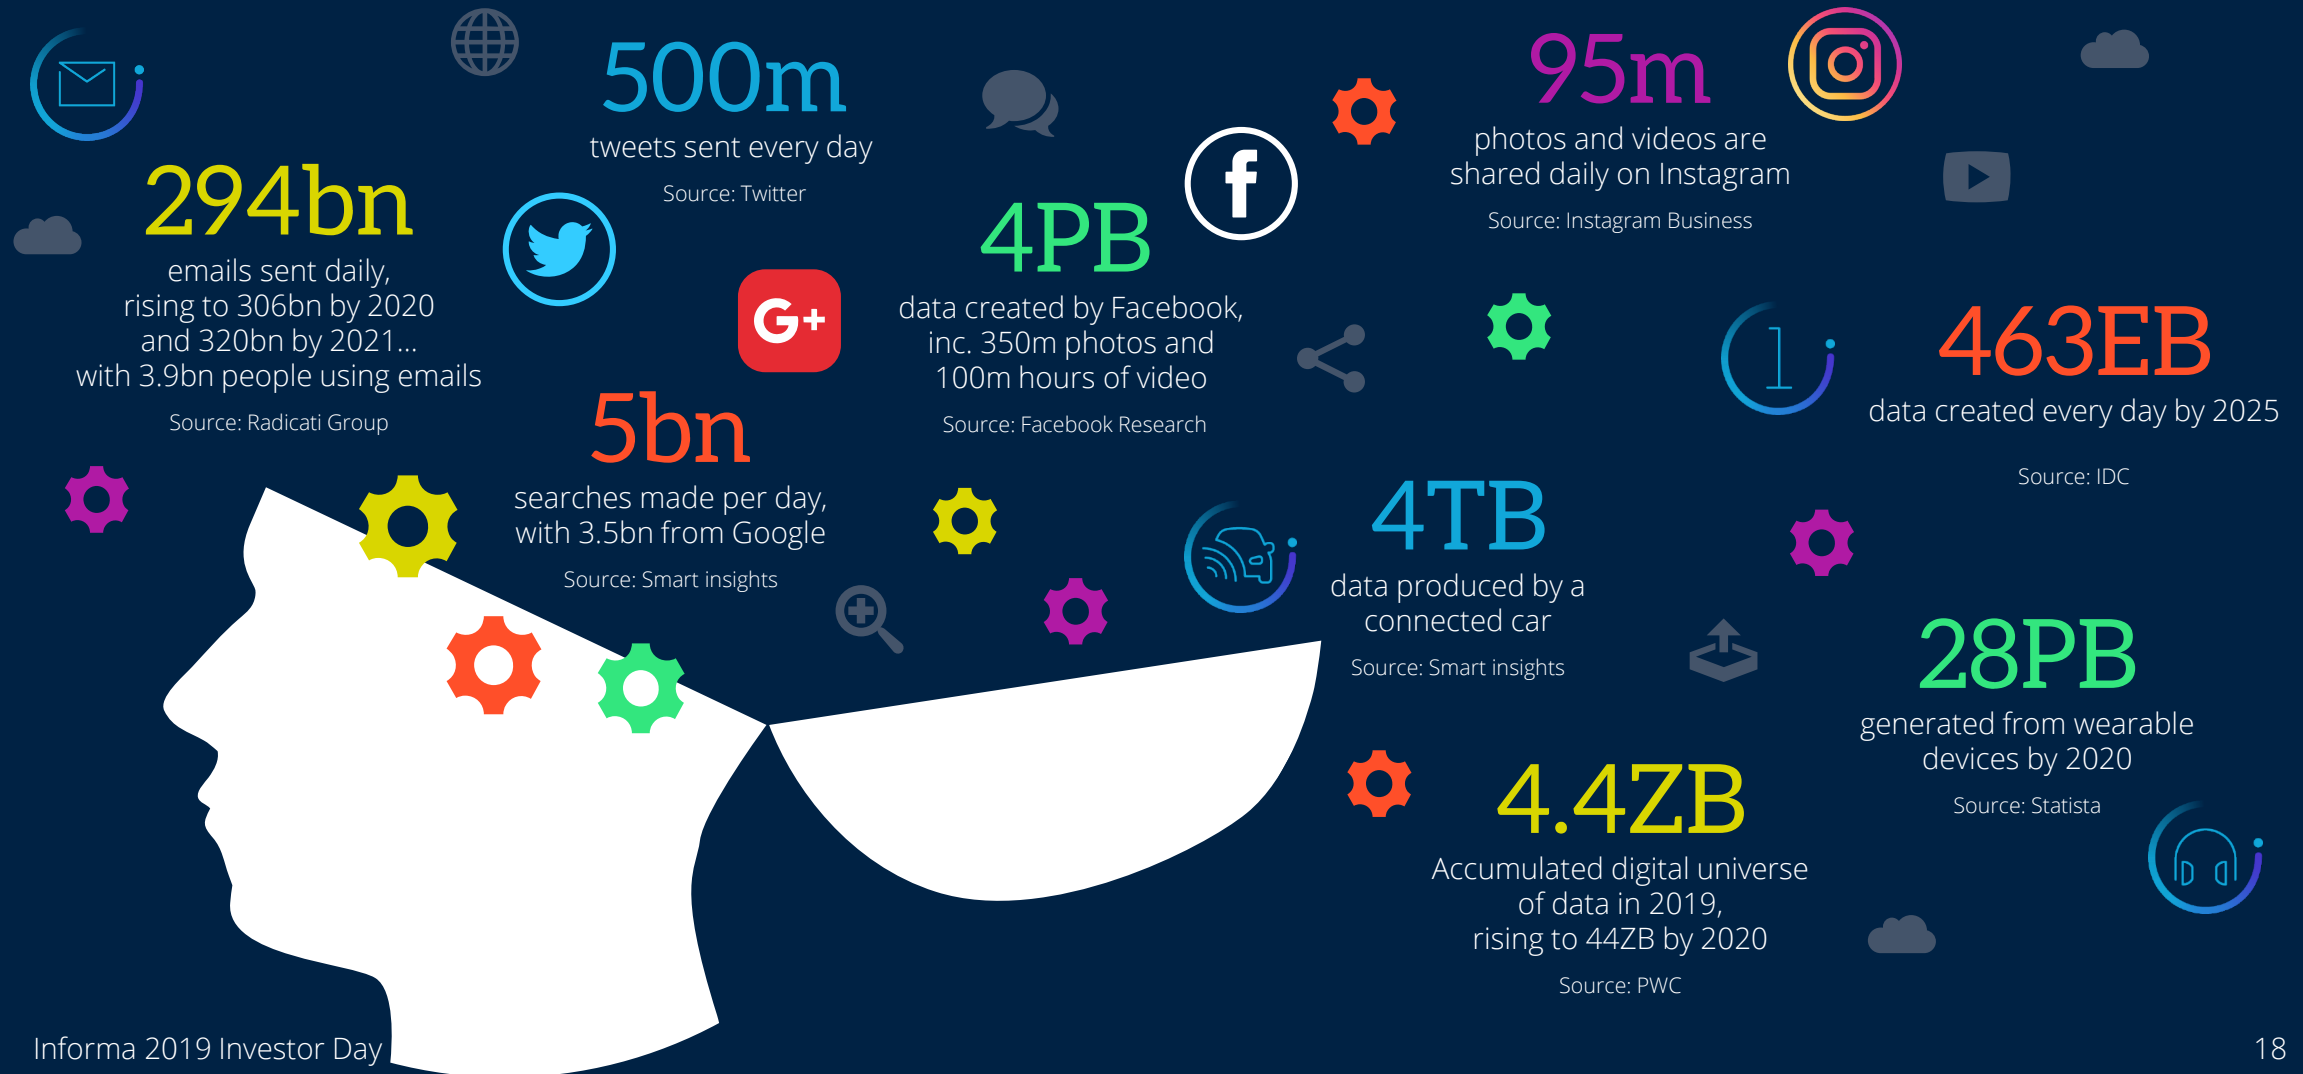 500m
tweets sent every day
Source: Twitter
95m
photos and videos are
shared daily on Instagram
Source: Instagram Business
294bn
emails sent daily,
rising to 306bn by 2020
and 320bn by 2021...
with 3.9bn people using emails
Source: Radicati Group
4PB
data created by Facebook,
inc. 350m photos and
100m hours of video
Source: Facebook Research
f
G+
5bn
searches made per day,
with 3.5bn from Google
Source: Smart insights
1
463EB
data created every day by 2025
Source: IDC
4TB
data produced by a
connected car
Source: Smart insights
28PB
generated from wearable
devices by 2020
Source: Statista
4.4ZB
Accumulated digital universe
of data in 2019,
rising to 44ZB by 2020
Source: PWC
Informa 2019 Investor Day
18